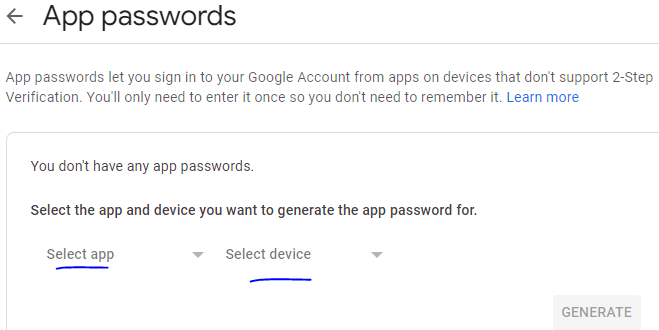 App passwords
App passwords let you sign in to your Google Account from apps on devices that don't support 2-Step
Verification. You'll only need to enter it once so you don't need to remember it. Learn more
You don't have any app passwords.
Select the app and device you want to generate the app password for.
Select app Select device
GENERATE